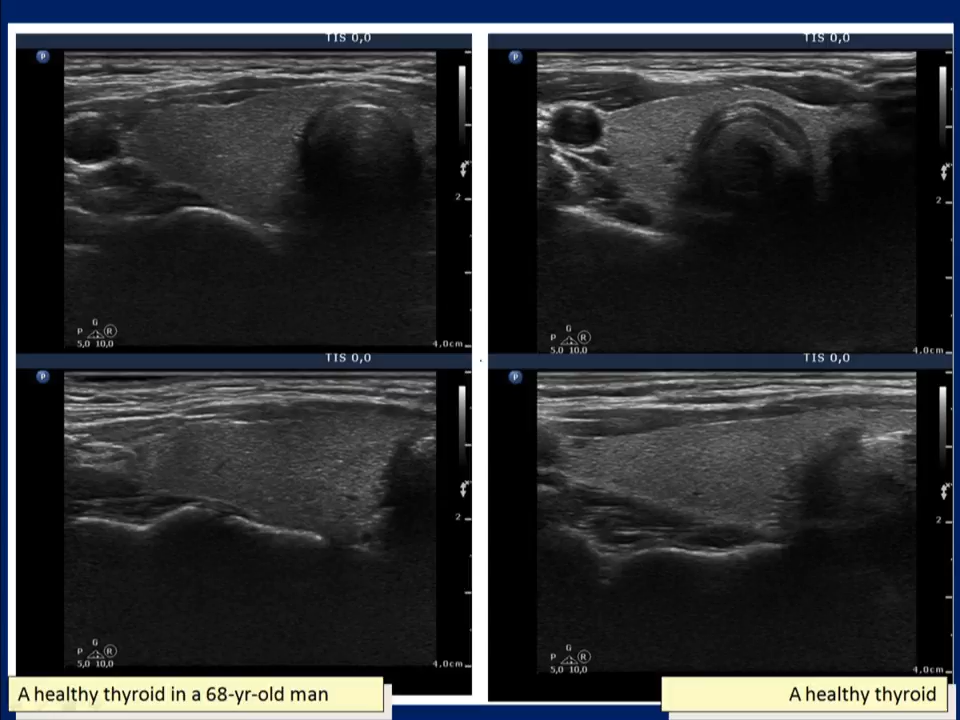 TIS 0,0
P
2
G
P R
5,0 10,0
4,0cm
TIS 0,0
P
2
G
P R
5,0 10,0
4,0cm
TIS 0,0
P
2
G
P R
5,0 10,0
4,0cm
TIS 0,0
P
2
G
P R
5,0 10,0
4,0cm
A healthy thyroid in a 68-yr-old man
A healthy thyroid